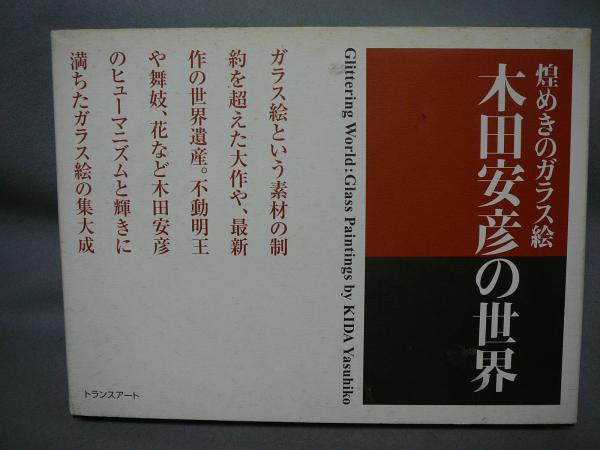 煌めきのガラス絵
木田安彦の世界
Glittering World: Glass Paintings by KIDA Yasuhiko
ガラス絵という素材の制
約を超えた大作や、最新
作の世界遺産。不動明王
や舞妓、花など木田安彦
のヒューマニズムと輝きに
満ちたガラス絵の集大成
トランスアート